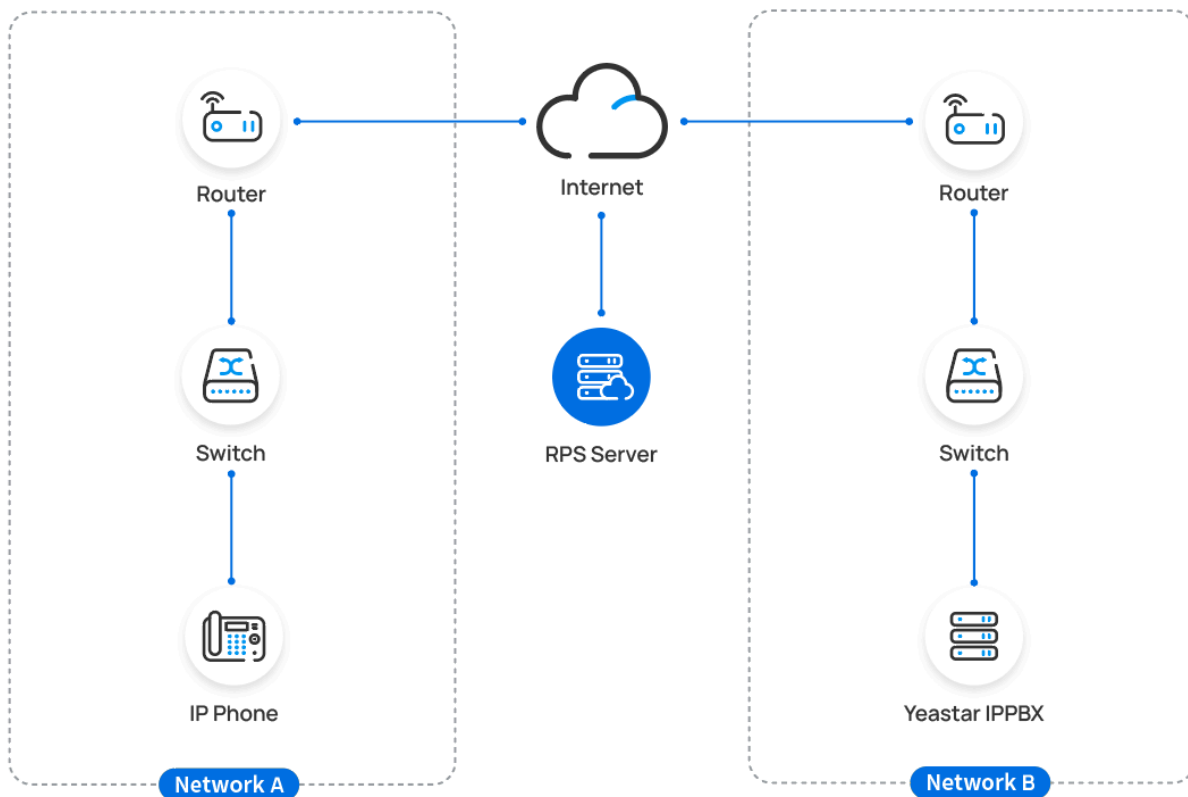 Router
Internet
Router
Switch
RPS Server
Switch
IP Phone
Yeastar IPPBX
Network A
Network B